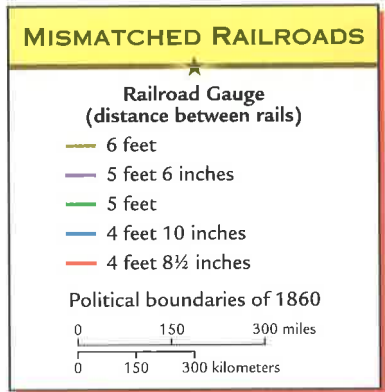 MISMATCHED RAILROADS
Railroad Gauge
(distance between rails)
6 feet
5 feet 6 inches
5 feet
4 feet 10 inches
4 feet 8½ inches
Political boundaries of 1860
0 150 300 miles
0 150 300 kilometers